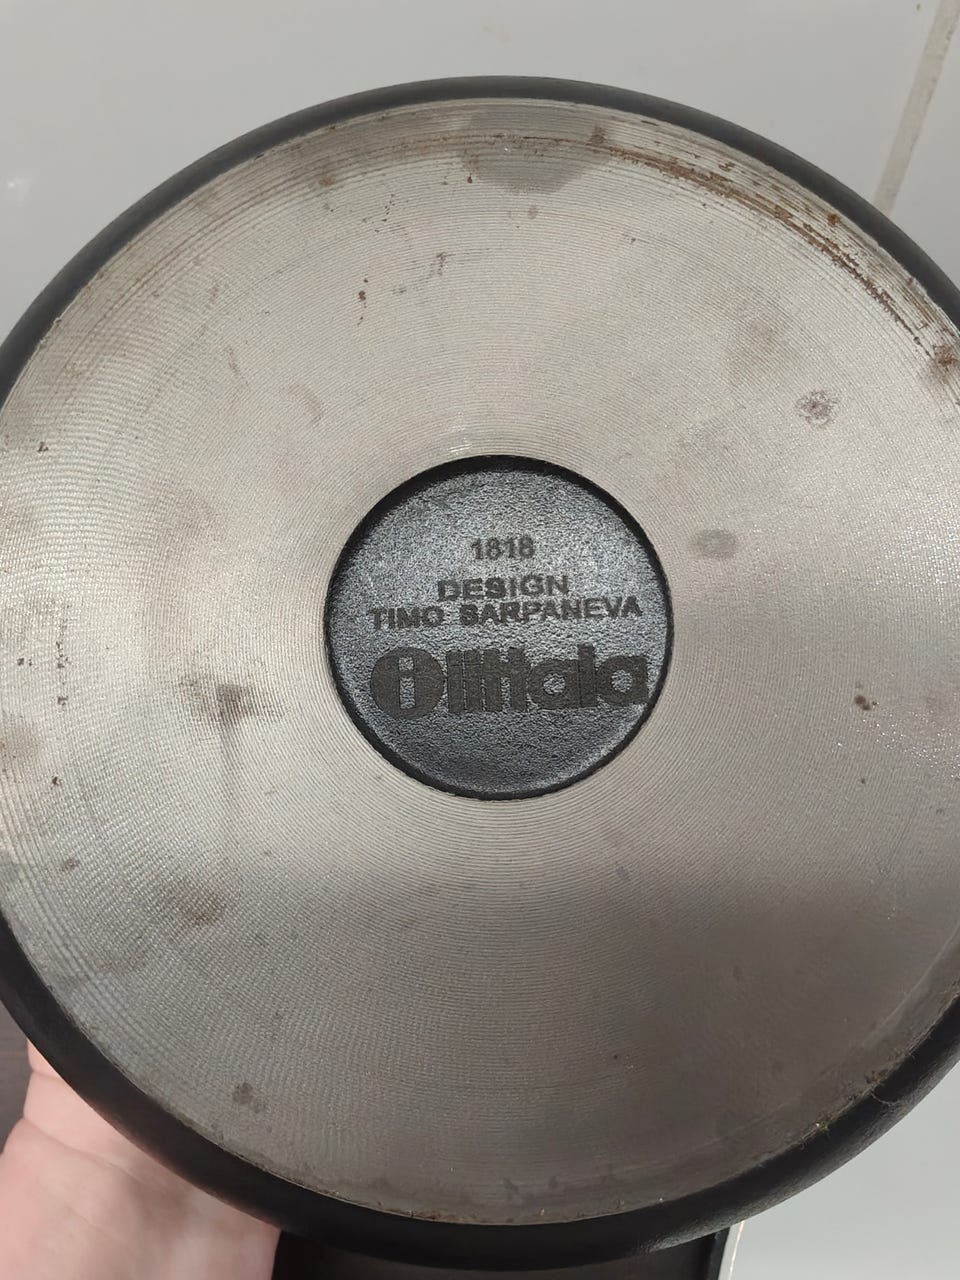 1818
DESIGN
TIMO SARPANEVA
i iittala